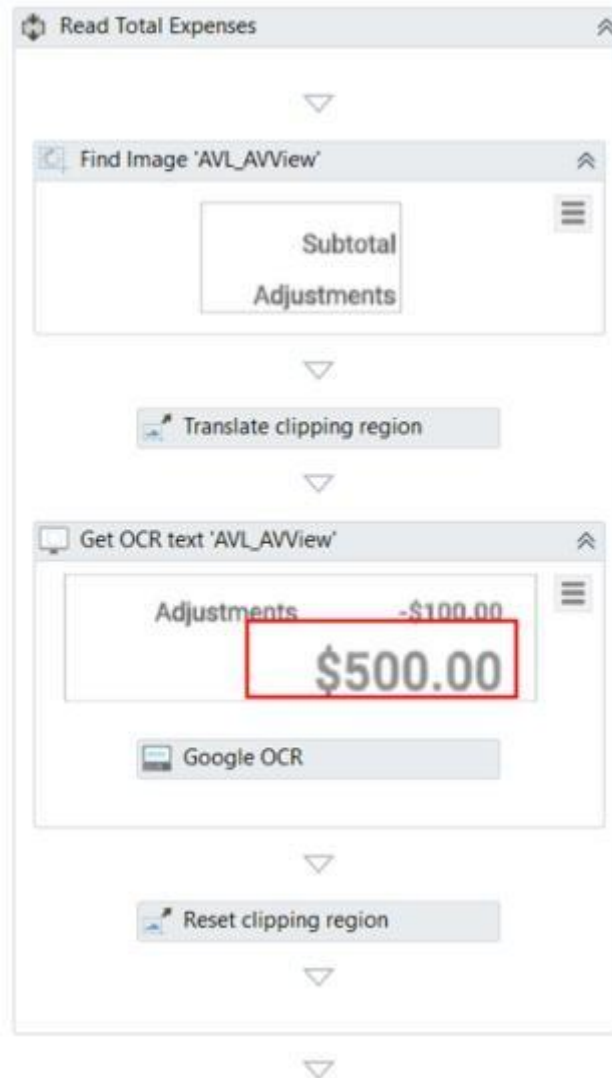 Read Total Expenses
Find Image 'AVL_AVView'
Subtotal
Adjustments
Translate clipping region
Get OCR text 'AVL_AVView'
Adjustments -$100.00
$500.00
Google OCR
Reset clipping region